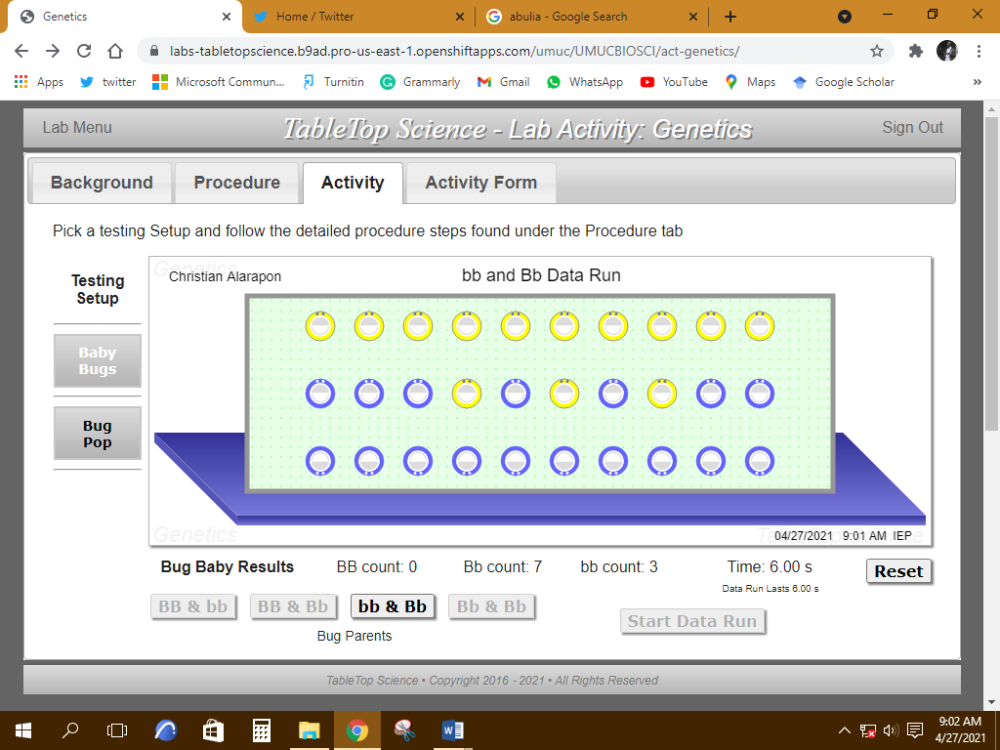 Genetics
Home / Twitter
abulia - Google Search
labs-tabletopscience.b9ad.pro-us-east-1.openshiftapps.com/umuc/UMUCBIOSCI/act-genetics/
Apps
twitter
Microsoft Commun...
Turnitin
Grammarly
Gmail
WhatsApp
YouTube
Maps
Google Scholar
»
Lab Menu
TableTop Science - Lab Activity: Genetics
Sign Out
Background
Procedure
Activity
Activity Form
Pick a testing Setup and follow the detailed procedure steps found under the Procedure tab
Testing
Setup
Baby
Bugs
Bug
Pop
Genetics
Christian Alarapon
bb and Bb Data Run
Genetics
04/27/2021 9:01 AM IEP
Bug Baby Results
BB count: 0
Bb count: 7
bb count: 3
Time: 6.00 s
Data Run Lasts 6.00 s
Reset
BB & bb
BB & Bb
bb & Bb
Bb & Bb
Start Data Run
Bug Parents
TableTop Science • Copyright 2016 - 2021 • All Rights Reserved
9:02 AM
4/27/2021